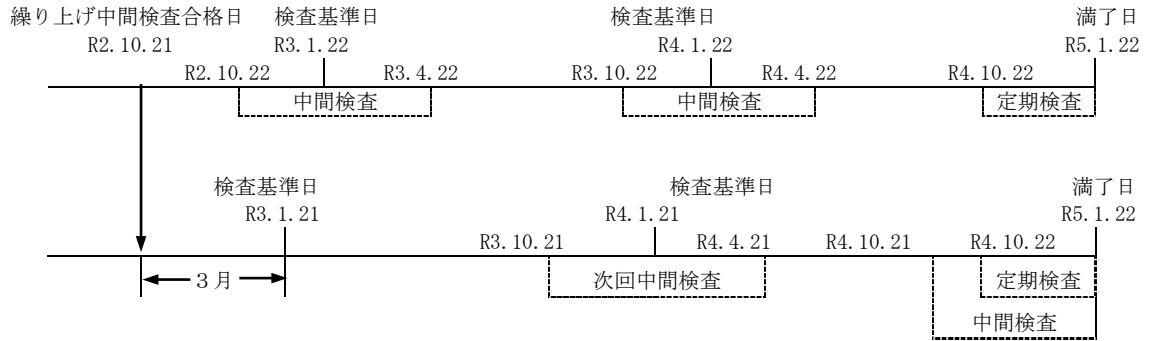 繰り上げ中間検査合格日 検査基準日 検査基準日 満了日
R2.10.21 R3.1.22 R4.1.22 R5.1.22
R2.10.22 R3.4.22 R3.10.22 R4.4.22 R4.10.22
中間検査 中間検査 定期検査
検査基準日 検査基準日 満了日
R3.1.21 R4.1.21 R5.1.22
R3.10.21 R4.4.21 R4.10.21 R4.10.22
3月 次回中間検査 定期検査
中間検査